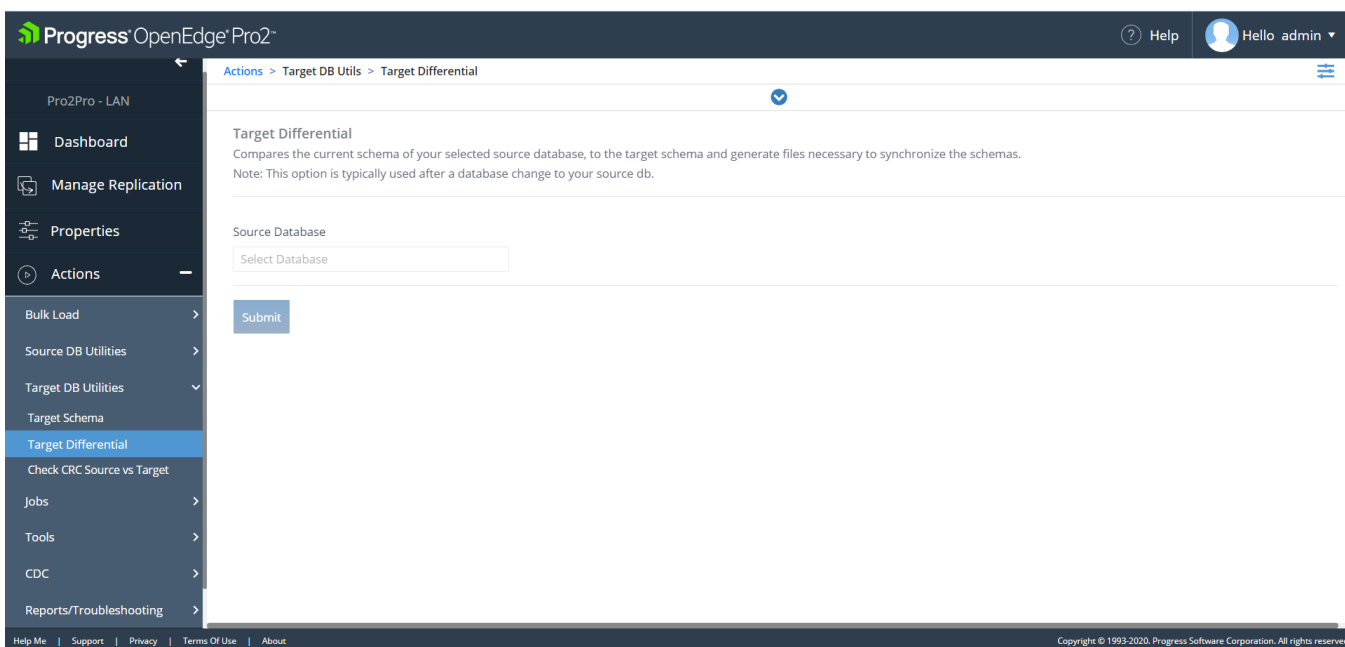 Progress® OpenEdge® Pro2™
? Help
Hello admin
Pro2Pro - LAN
Dashboard
Manage Replication
Properties
Actions
Bulk Load
Source DB Utilities
Target DB Utilities
Target Schema
Target Differential
Check CRC Source vs Target
Jobs
Tools
CDC
Reports/Troubleshooting
Actions > Target DB Utils > Target Differential
Target Differential
Compares the current schema of your selected source database, to the target schema and generate files necessary to synchronize the schemas.
Note: This option is typically used after a database change to your source db.
Source Database
Select Database
Submit
Help Me | Support | Privacy | Terms Of Use | About
Copyright © 1993-2020. Progress Software Corporation. All rights reserve